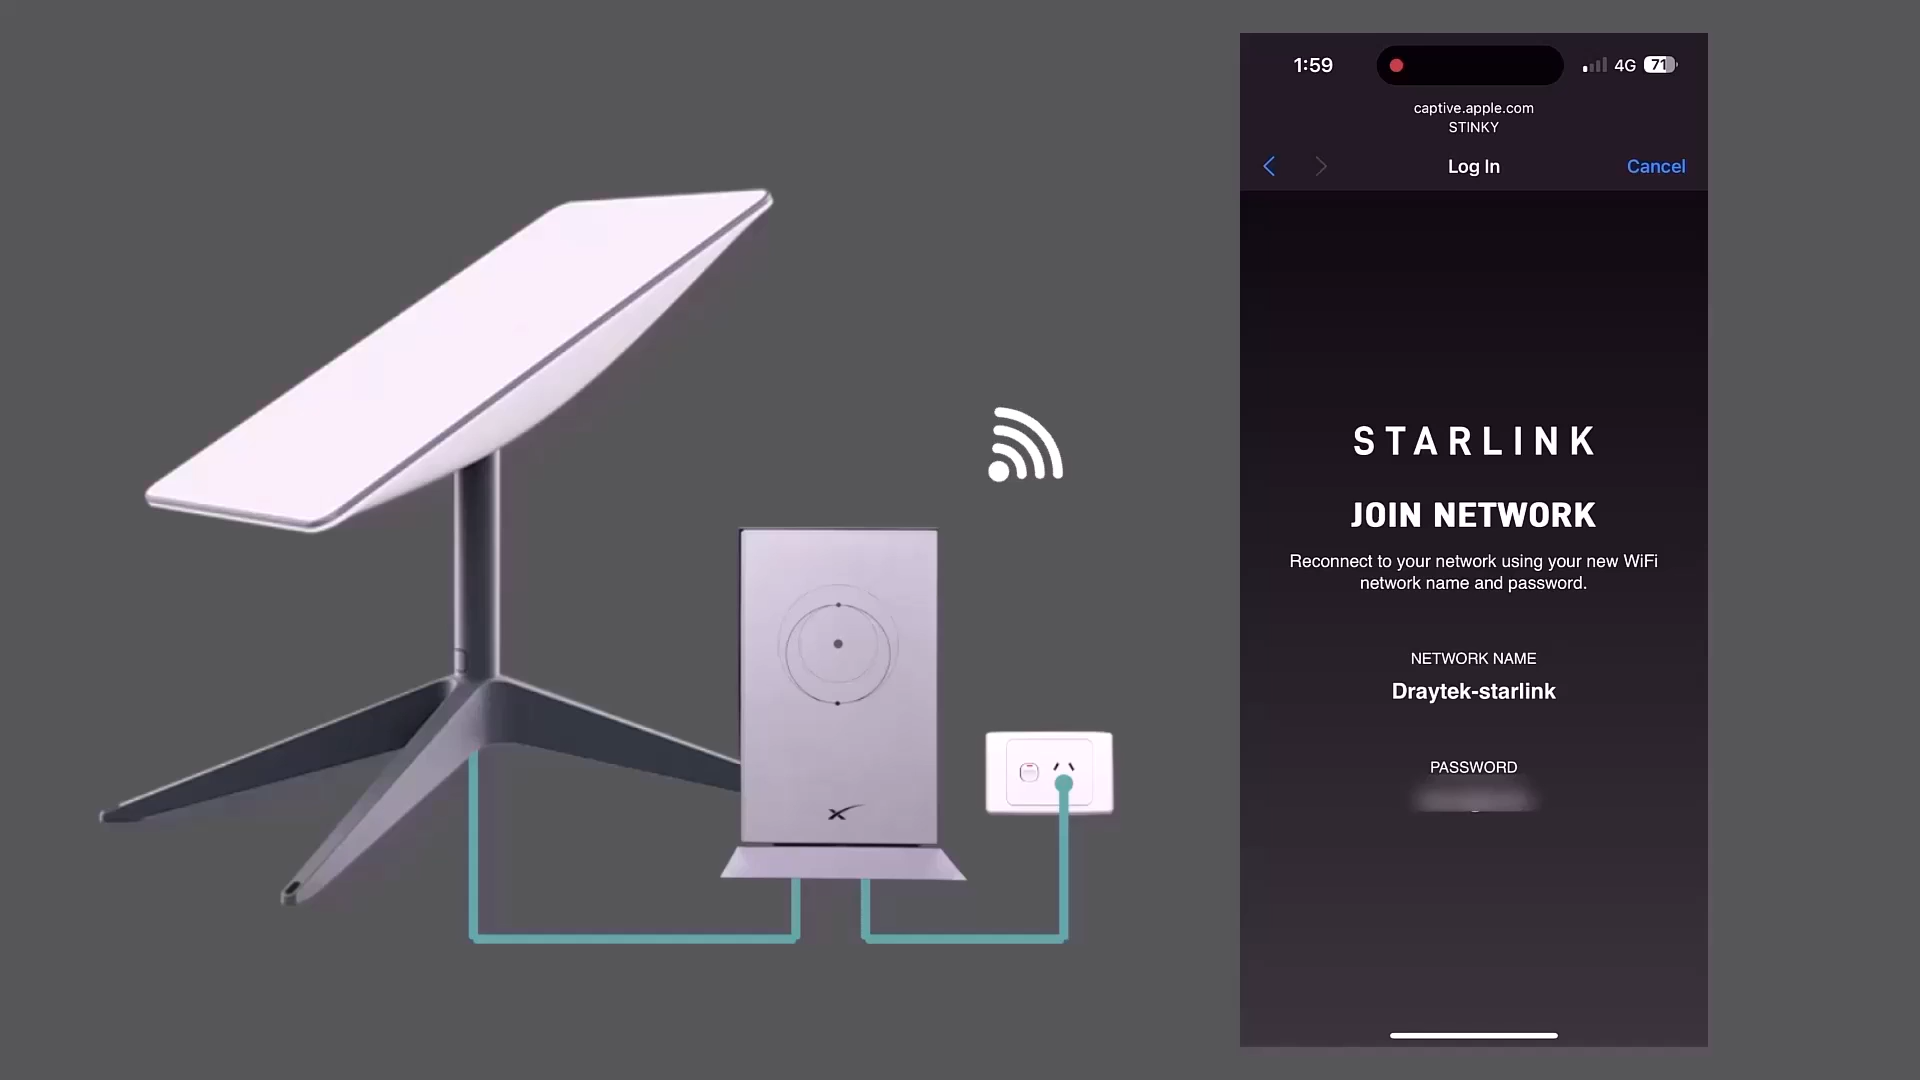 1:59
4G
71
captive.apple.com
STINKY
Log In
Cancel
STARLINK
JOIN NETWORK
Reconnect to your network using your new WiFi
network name and password.
NETWORK NAME
Draytek-starlink
PASSWORD